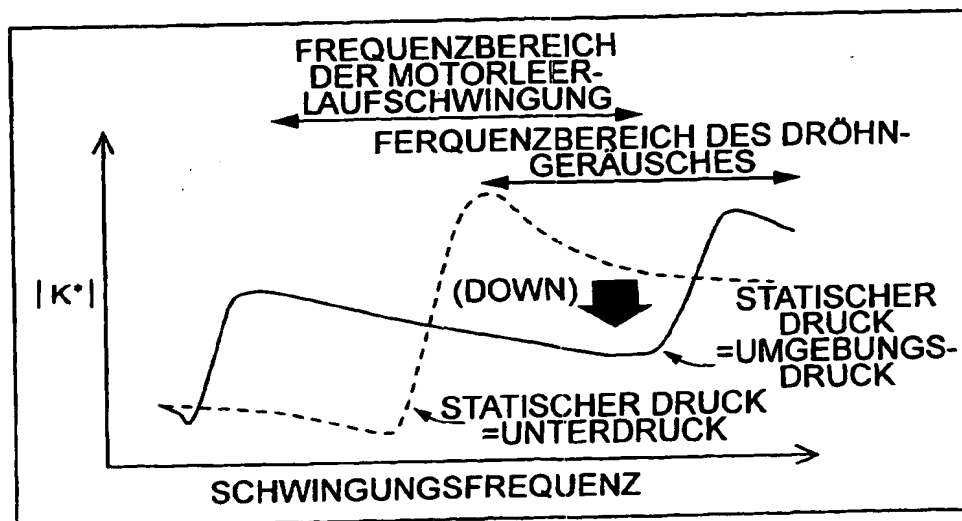 FREQUENZBEREICH
DER MOTORLEER-
LAUFSCHWINGUNG
FERQUENZBEREICH DES DRÖHN-
GERÄUSCHES
|K*|
(DOWN)
STATISCHER
DRUCK
=UMGEBUNGS-
DRUCK
STATISCHER DRUCK
=UNTERDRUCK
SCHWINGUNGSFREQUENZ